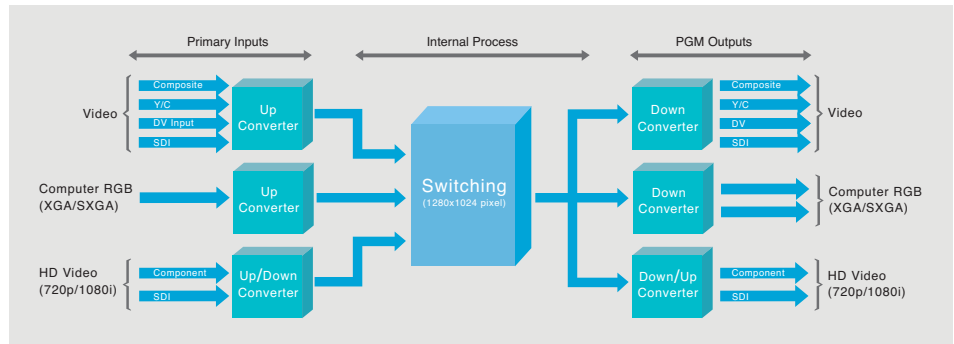 Primary Inputs
Internal Process
PGM Outputs
Video
Composite
Y/C
DV Input
SDI
Up
Converter
Computer RGB
(XGA/SXGA)
Up
Converter
HD Video
(720p/1080i)
Component
SDI
Up/Down
Converter
Switching
(1280x1024 pixel)
Down
Converter
Composite
Y/C
DV
SDI
Video
Down
Converter
Computer RGB
(XGA/SXGA)
Down/Up
Converter
Component
SDI
HD Video
(720p/1080i)